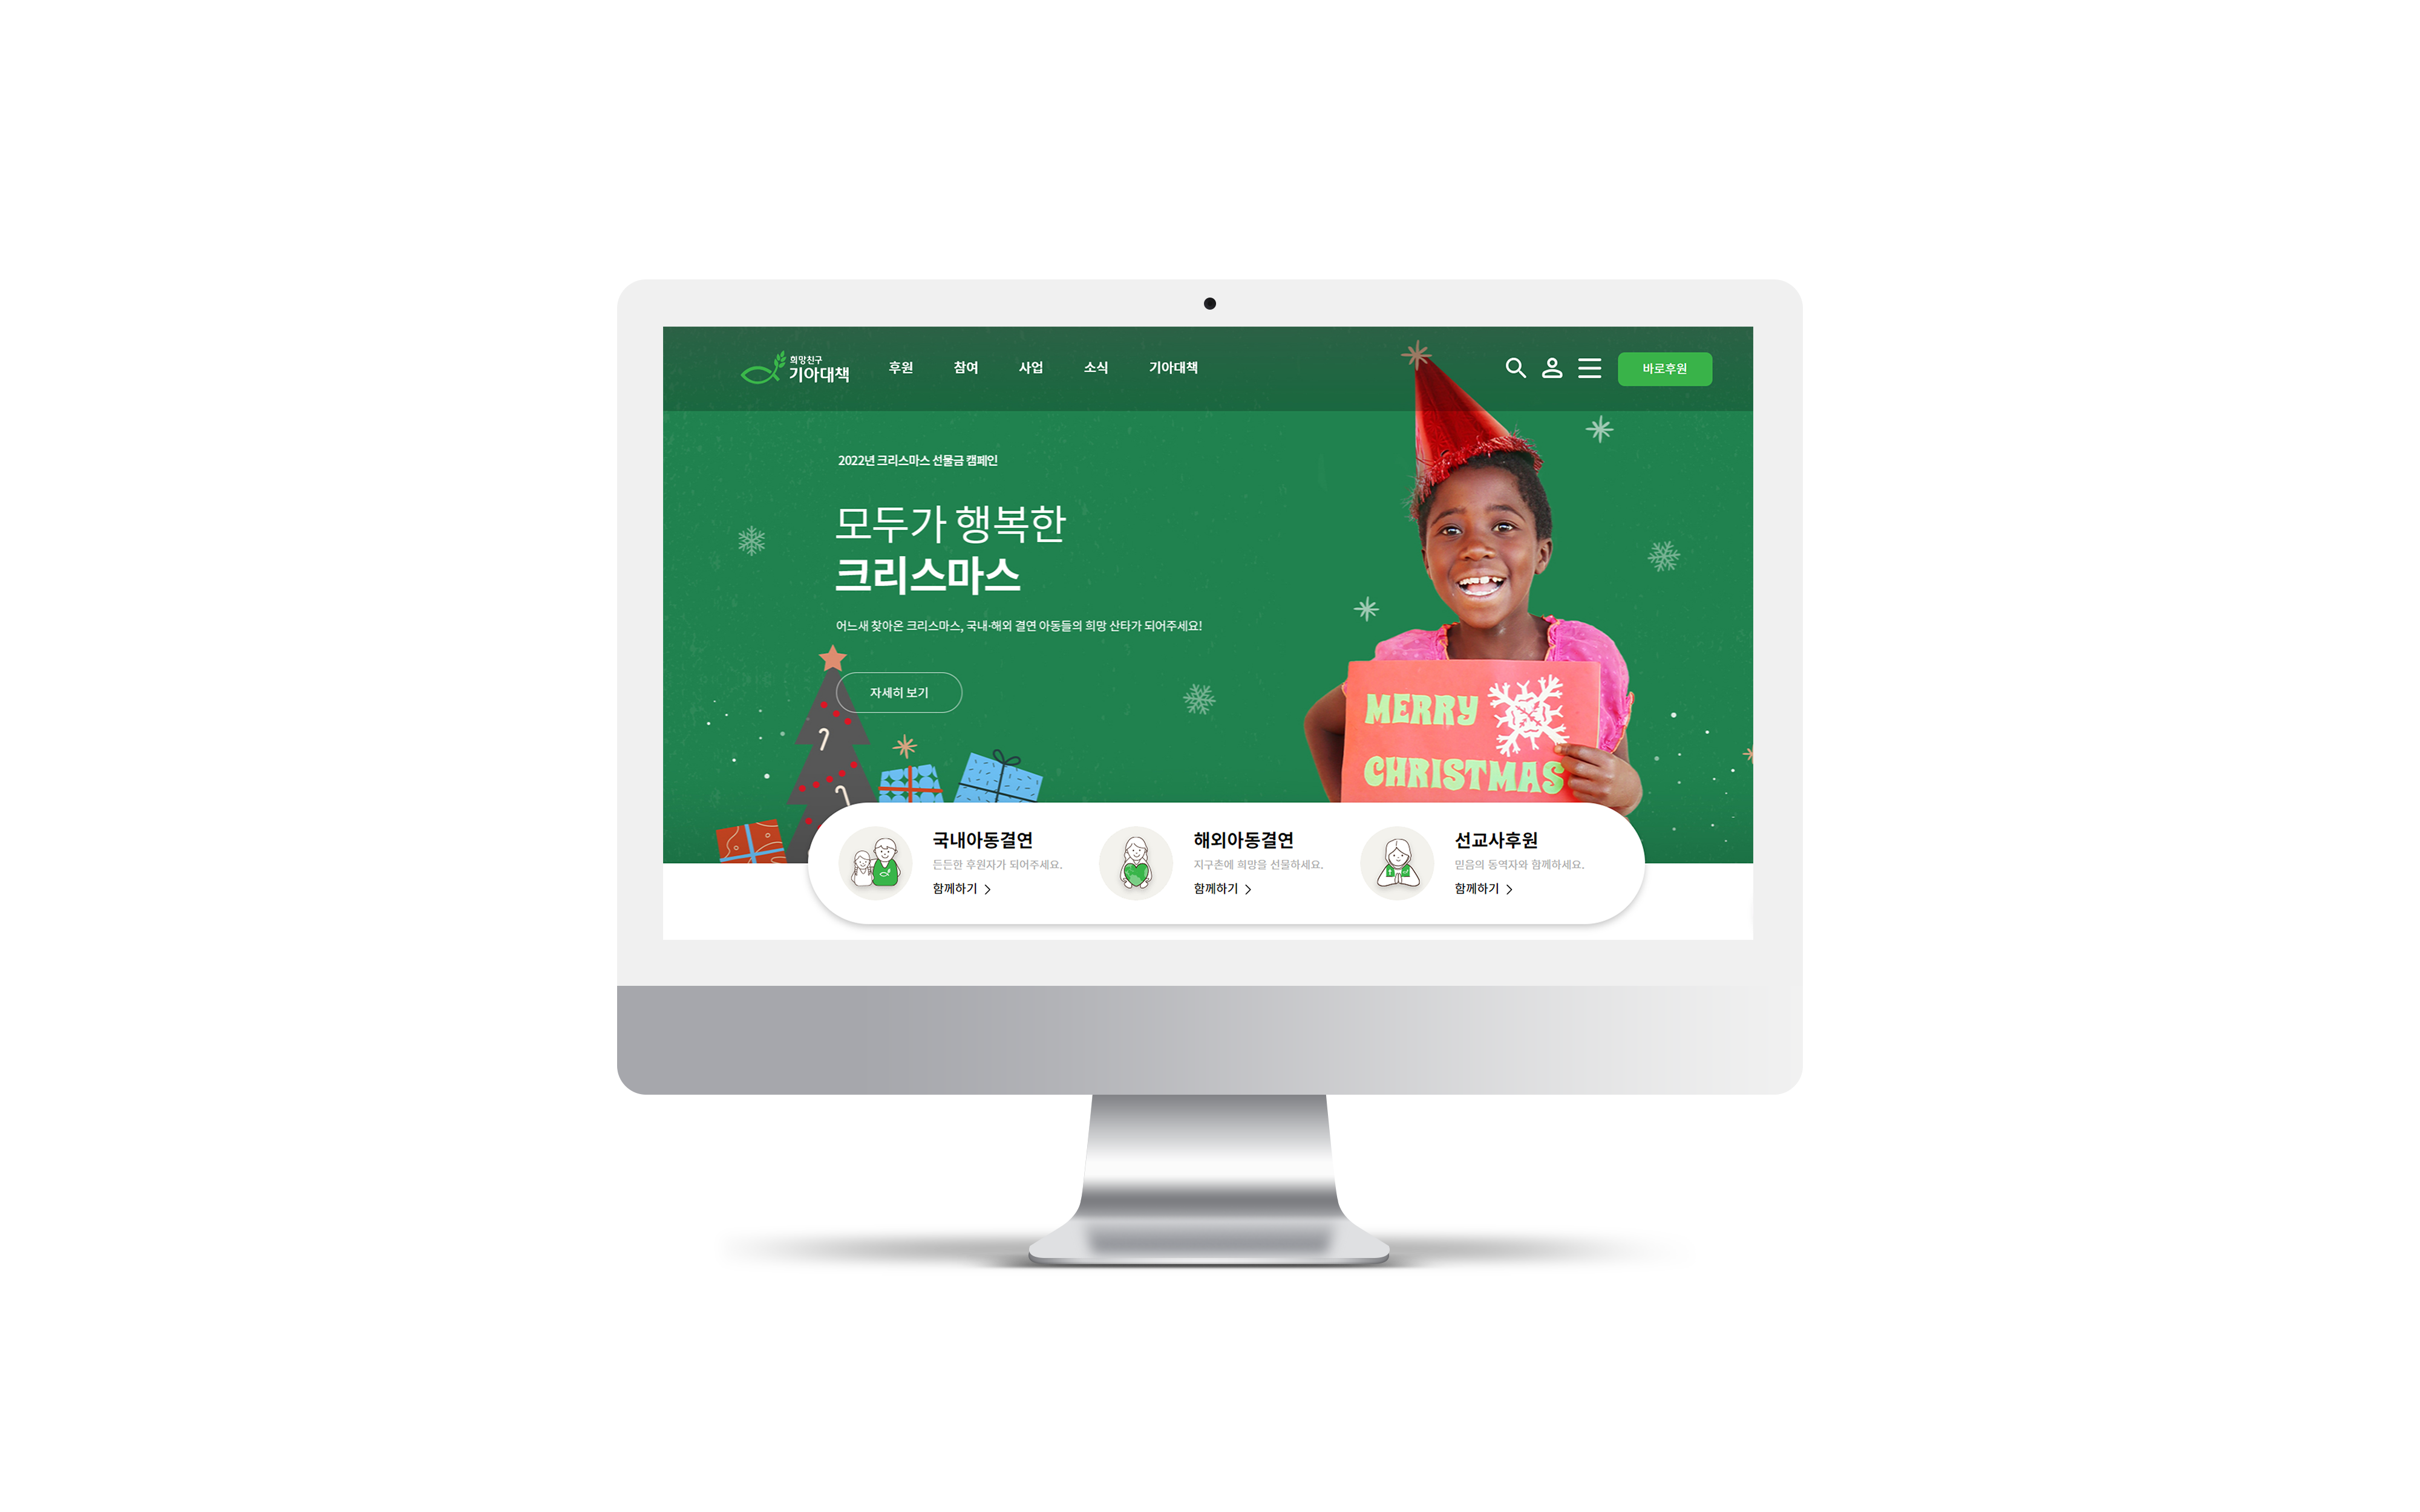 희망친구
기아대책
후원 참여 사업 소식 기아대책
바로후원
2022년 크리스마스 선물금 캠페인
모두가 행복한
크리스마스
어느새 찾아온 크리스마스, 국내·해외 결연 아동들의 희망 산타가 되어주세요!
자세히 보기
MERRY
CHRISTMAS
국내아동결연
든든한 후원자가 되어주세요.
함께하기
해외아동결연
지구촌에 희망을 선물하세요.
함께하기
선교사후원
믿음의 동역자와 함께하세요.
함께하기